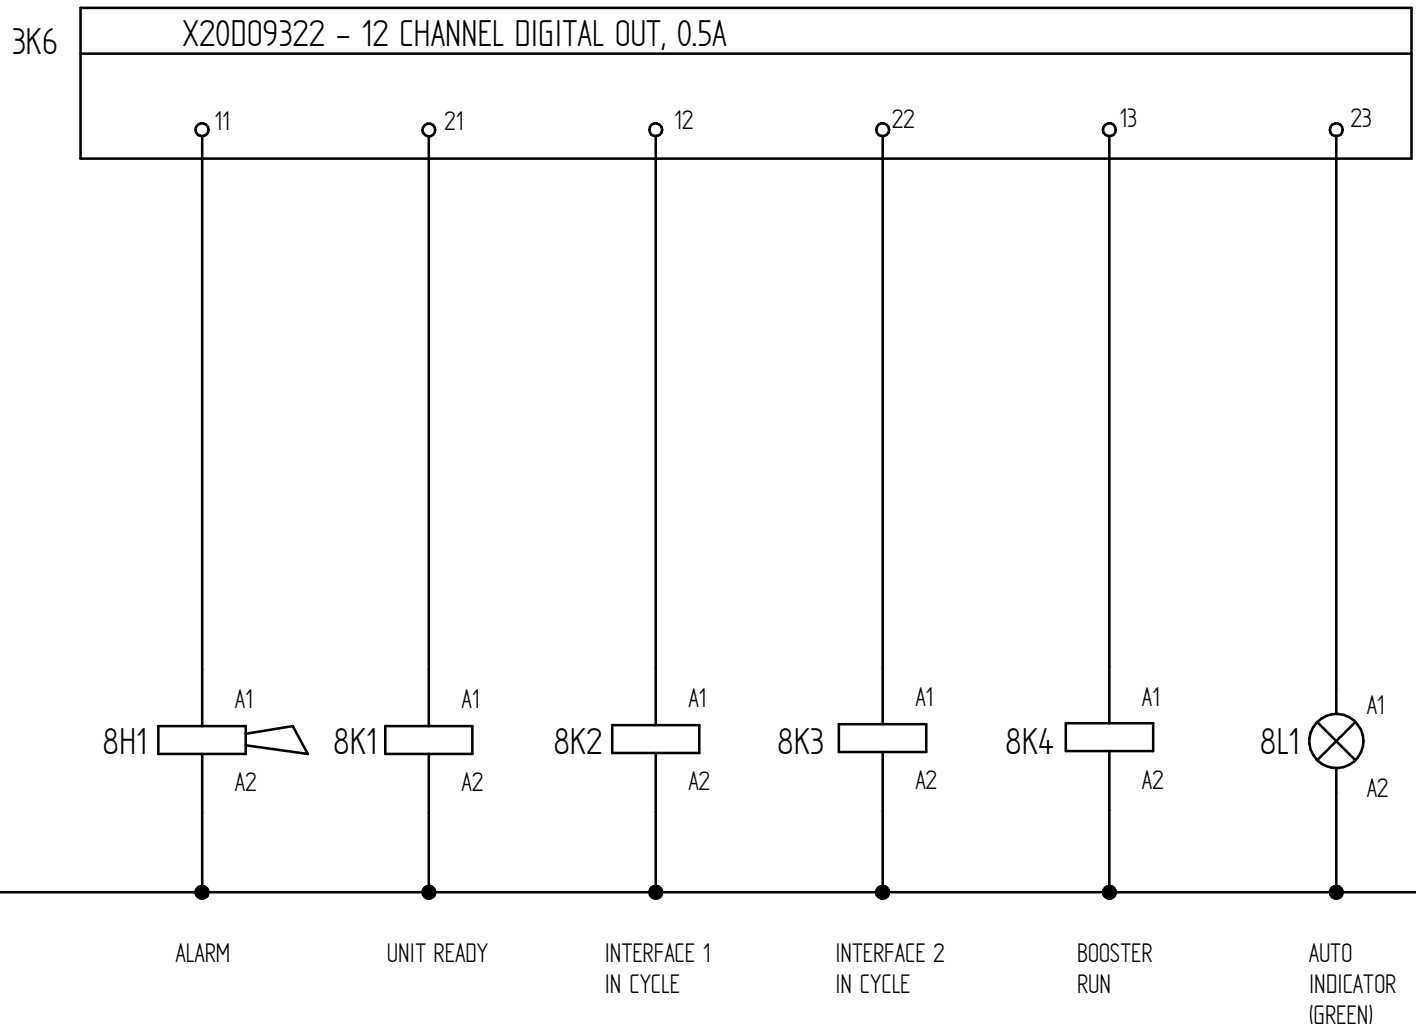 3K6
X20DO9322 - 12 CHANNEL DIGITAL OUT, 0.5A
11
21
12
22
13
23
A1
A1
A1
A1
A1
A1
8H1
8K1
8K2
8K3
8K4
8L1
A2
A2
A2
A2
A2
A2
ALARM
UNIT READY
INTERFACE 1
IN CYCLE
INTERFACE 2
IN CYCLE
BOOSTER
RUN
AUTO
INDICATOR
(GREEN)